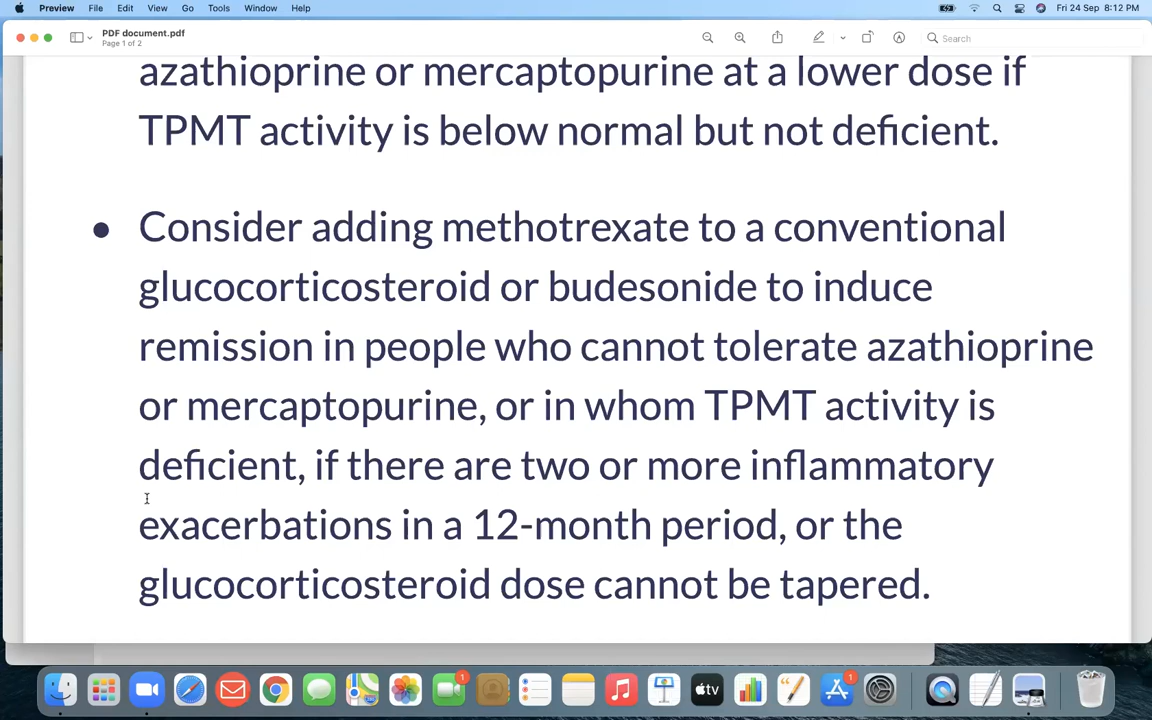 Preview File Edit View Go Tools Window Help Fri 24 Sep 8:12 PM
PDF document.pdf
Page 1 of 2
Search
azathioprine or mercaptopurine at a lower dose if
TPMT activity is below normal but not deficient.
● Consider adding methotrexate to a conventional
glucocorticosteroid or budesonide to induce
remission in people who cannot tolerate azathioprine
or mercaptopurine, or in whom TPMT activity is
deficient, if there are two or more inflammatory
exacerbations in a 12-month period, or the
glucocorticosteroid dose cannot be tapered.
1
tv
1